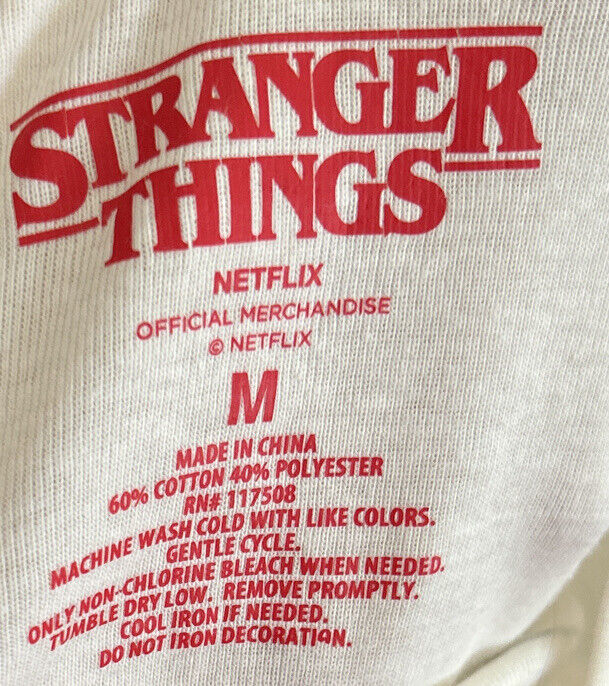 STRANGER
THINGS
NETFLIX
OFFICIAL MERCHANDISE
© NETFLIX
M
MADE IN CHINA
60% COTTON 40% POLYESTER
RN# 117508
MACHINE WASH COLD WITH LIKE COLORS.
GENTLE CYCLE.
ONLY NON-CHLORINE BLEACH WHEN NEEDED.
TUMBLE DRY LOW. REMOVE PROMPTLY.
COOL IRON IF NEEDED.
DO NOT IRON DECORATION.